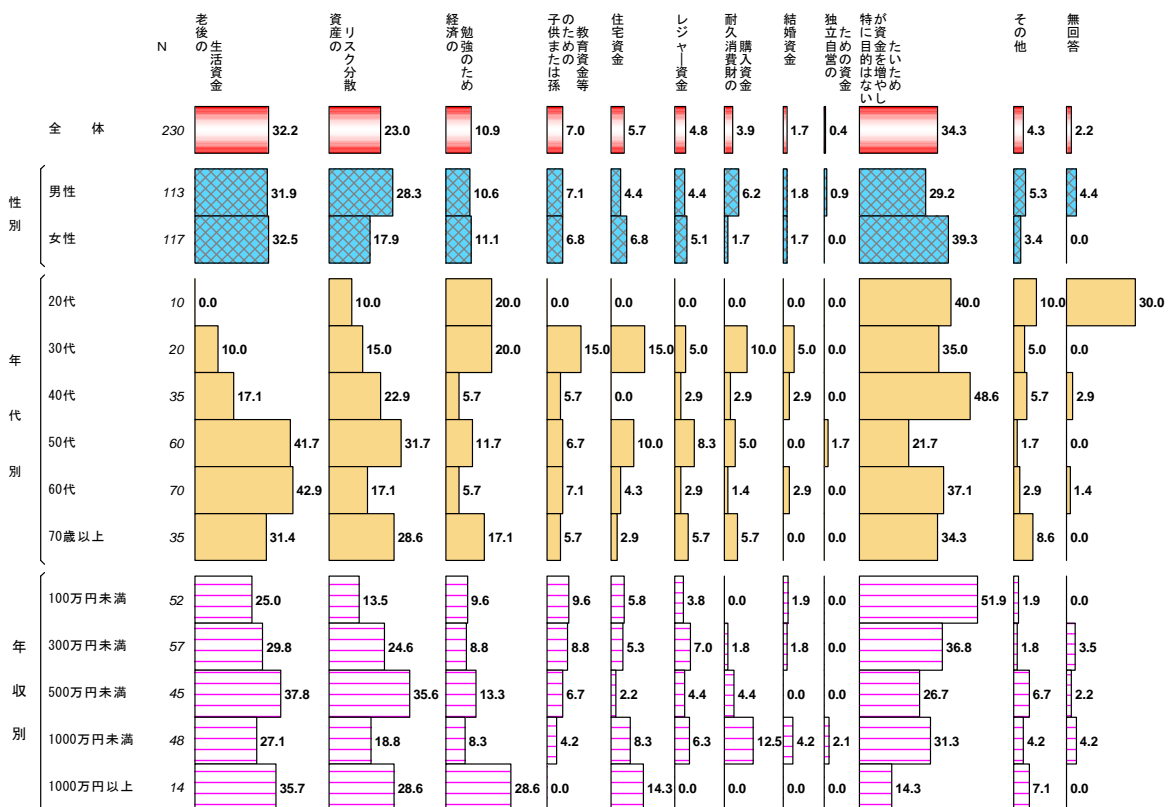 N
老後の生活資金
資産のリスク分散
経済の勉強のため
子供または孫のための教育資金等
住宅資金
レジャー資金
耐久消費財の購入資金
結婚資金
独立自営のための資金
特に目的はないが資金を増やしたいため
その他
無回答
全 体 230 32.2 23.0 10.9 7.0 5.7 4.8 3.9 1.7 0.4 34.3 4.3 2.2
性別
男性 113 31.9 28.3 10.6 7.1 4.4 4.4 6.2 1.8 0.9 29.2 5.3 4.4
女性 117 32.5 17.9 11.1 6.8 6.8 5.1 1.7 1.7 0.0 39.3 3.4 0.0
年代別
20代 10 0.0 10.0 20.0 0.0 0.0 0.0 0.0 0.0 0.0 40.0 10.0 30.0
30代 20 10.0 15.0 20.0 15.0 15.0 5.0 10.0 5.0 0.0 35.0 5.0 0.0
40代 35 17.1 22.9 5.7 5.7 0.0 2.9 2.9 2.9 0.0 48.6 5.7 2.9
50代 60 41.7 31.7 11.7 6.7 10.0 8.3 5.0 0.0 1.7 21.7 1.7 0.0
60代 70 42.9 17.1 5.7 7.1 4.3 2.9 1.4 2.9 0.0 37.1 2.9 1.4
70歳以上 35 31.4 28.6 17.1 5.7 2.9 5.7 5.7 0.0 0.0 34.3 8.6 0.0
年収別
100万円未満 52 25.0 13.5 9.6 9.6 5.8 3.8 0.0 1.9 0.0 51.9 1.9 0.0
300万円未満 57 29.8 24.6 8.8 8.8 5.3 7.0 1.8 1.8 0.0 36.8 1.8 3.5
500万円未満 45 37.8 35.6 13.3 6.7 2.2 4.4 4.4 0.0 0.0 26.7 6.7 2.2
1000万円未満 48 27.1 18.8 8.3 4.2 8.3 6.3 12.5 4.2 2.1 31.3 4.2 4.2
1000万円以上 14 35.7 28.6 28.6 0.0 14.3 0.0 0.0 0.0 0.0 14.3 7.1 0.0